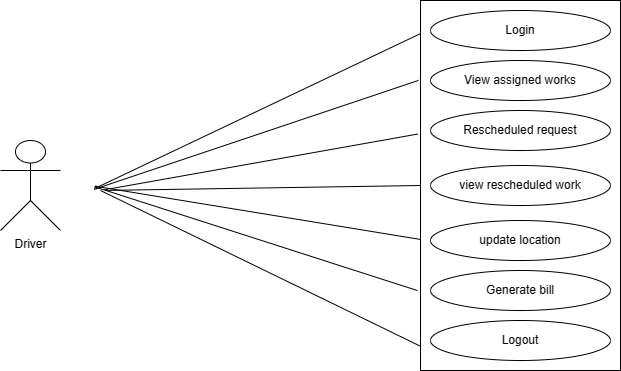 Login
View assigned works
Rescheduled request
view rescheduled work
Driver
update location
Generate bill
Logout